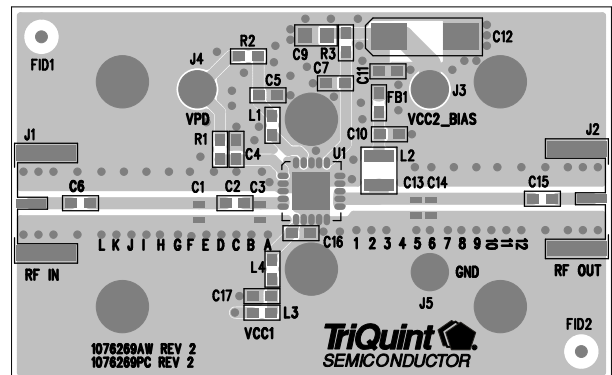 FID1
J4
R2
C9
R3
C12
C7
C11
J3
C5
VPD
L1
FB1
VCC2_BIAS
J1
R1
C4
C10
U1
L2
J2
C6
C1
C2
C3
C13
C14
C15
L K J I H G F E D C B A
C16
1 2 3 4 5 6 7 8 9 10 11 12
RF IN
L4
GND
RF OUT
C17
J5
L3
VCC1
FID2
1076269AW REV 2
1076269PC REV 2
TriQuint
SEMICONDUCTOR